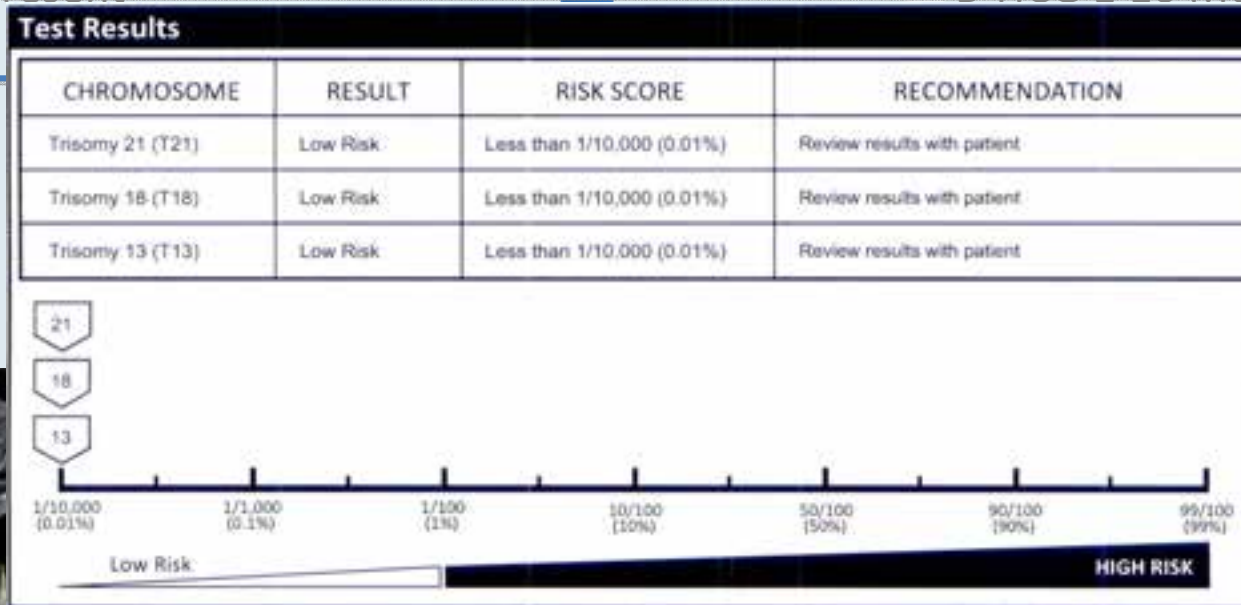 Test Results
CHROMOSOME RESULT RISK SCORE RECOMMENDATION
Trisomy 21 (T21) Low Risk Less than 1/10,000 (0.01%) Review results with patient
Trisomy 18 (T18) Low Risk Less than 1/10,000 (0.01%) Review results with patient
Trisomy 13 (T13) Low Risk Less than 1/10,000 (0.01%) Review results with patient
21
18
13
1/10,000 1/1,000 1/100 10/100 50/100 90/100 99/100
(0.01%) (0.1%) (1%) (10%) (50%) (90%) (99%)
Low Risk HIGH RISK